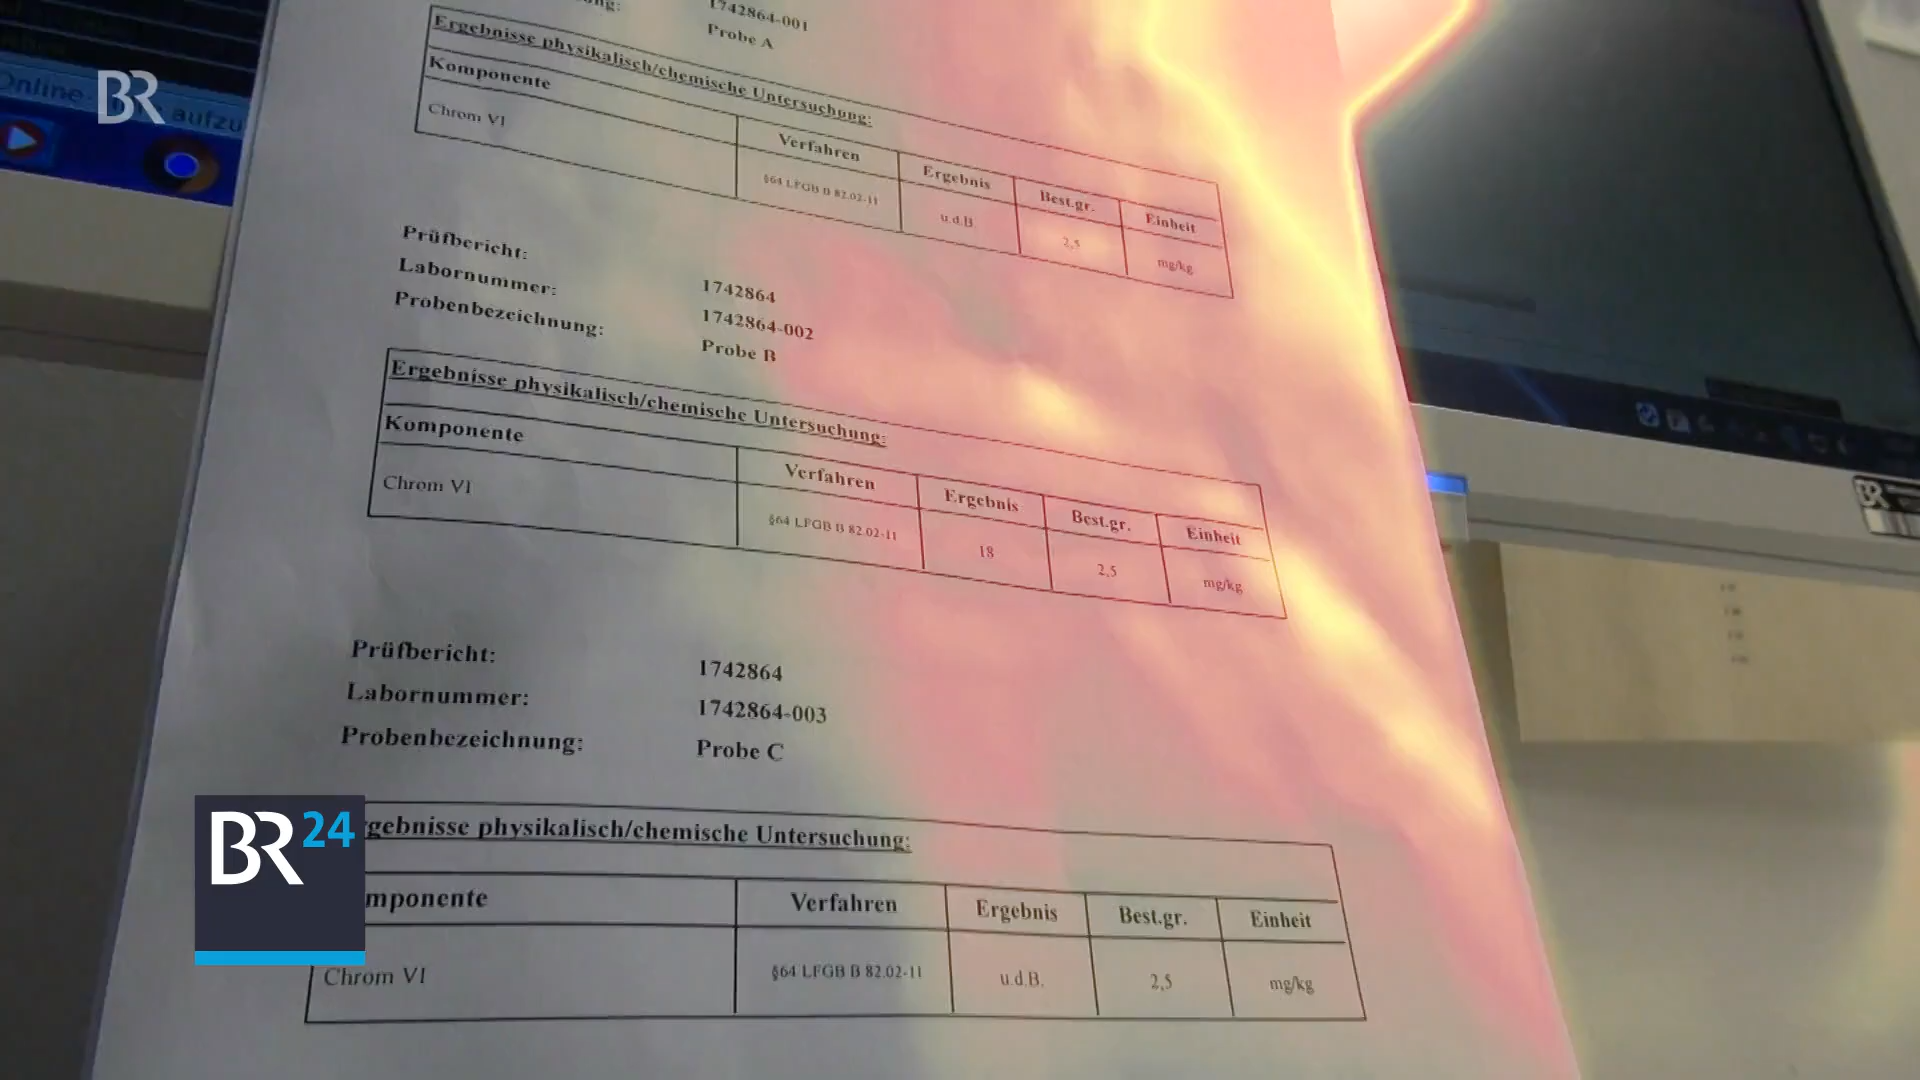 1742864-001
Probe A
Ergebnisse physikalisch/chemische Untersuchung:
Komponente Verfahren Ergebnis Best.gr. Einheit
Chrom VI §64 LFGB B 82.02-11 u.d.B. 2,5 mg/kg
Prüfbericht: 1742864
Labornummer: 1742864-002
Probenbezeichnung: Probe B
Ergebnisse physikalisch/chemische Untersuchung:
Komponente Verfahren Ergebnis Best.gr. Einheit
Chrom VI §64 LFGB B 82.02-11 18 2,5 mg/kg
Prüfbericht: 1742864
Labornummer: 1742864-003
Probenbezeichnung: Probe C
gebnisse physikalisch/chemische Untersuchung:
mponente Verfahren Ergebnis Best.gr. Einheit
Chrom VI §64 LFGB B 82.02-11 u.d.B. 2,5 mg/kg
BR
Online-
aufzu
BR24
BR